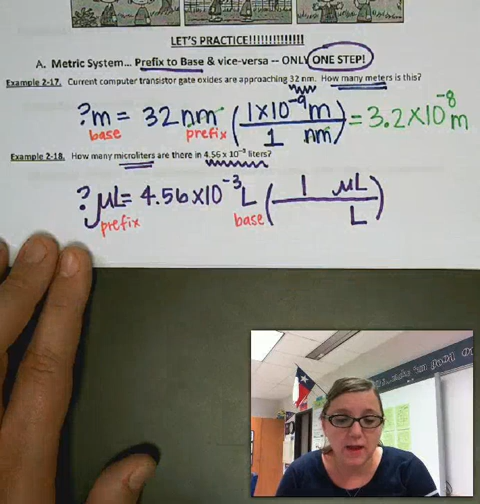 LET'S PRACTICE!!!!!!!!!!!!!!!
A. Metric System... Prefix to Base & vice-versa -- ONLY ONE STEP!
Example 2-17. Current computer transistor gate oxides are approaching 32 nm. How many meters is this?
? m = 32 nm ( 1x10⁻⁹ m / 1 nm ) = 3.2x10⁻⁸ m
base prefix
Example 2-18. How many microliters are there in 4.56 x 10⁻³ liters?
? µL = 4.56x10⁻³ L ( 1 µL / L )
prefix base